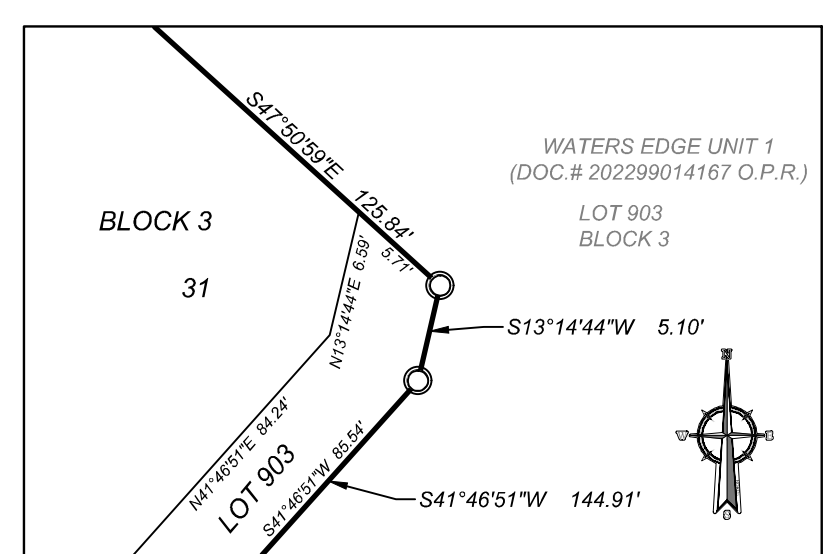 S47°50'59"E 125.84'
5.71'
WATERS EDGE UNIT 1
(DOC.# 202299014167 O.P.R.)
LOT 903
BLOCK 3
BLOCK 3
31
N13°14'44"E 6.59'
S13°14'44"W 5.10'
N
W
E
S
N41°46'51"E 84.24'
LOT 903
S41°46'51"W 85.54'
S41°46'51"W 144.91'